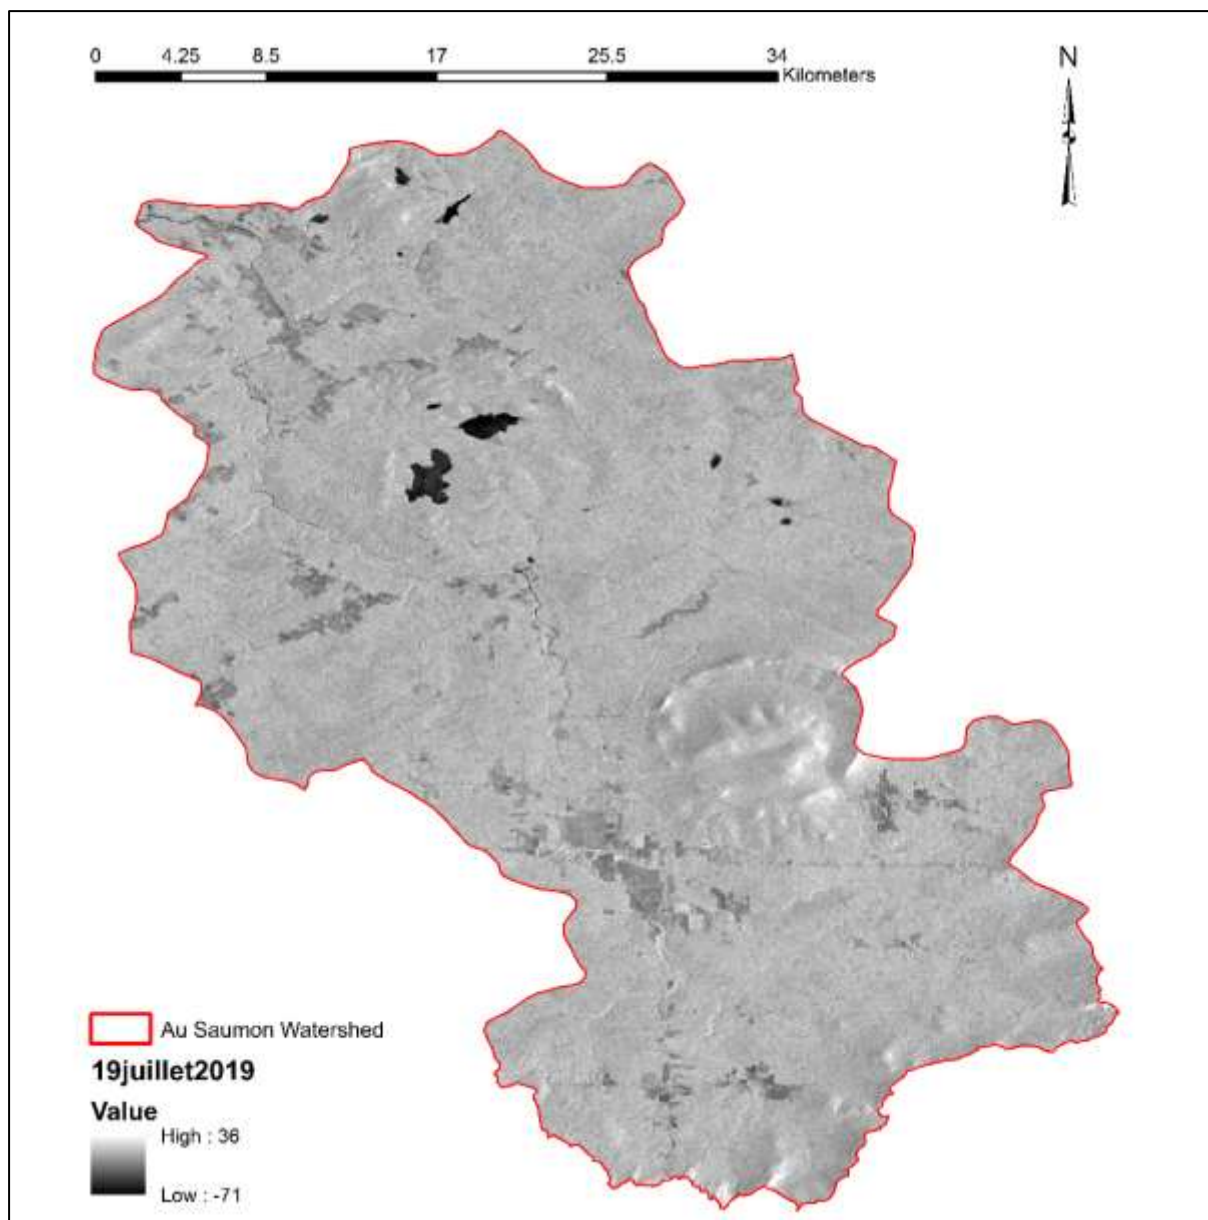 0 4.25 8.5 17 25.5 34
Kilometers
N
Au Saumon Watershed
19juillet2019
Value
High : 36
Low : -71